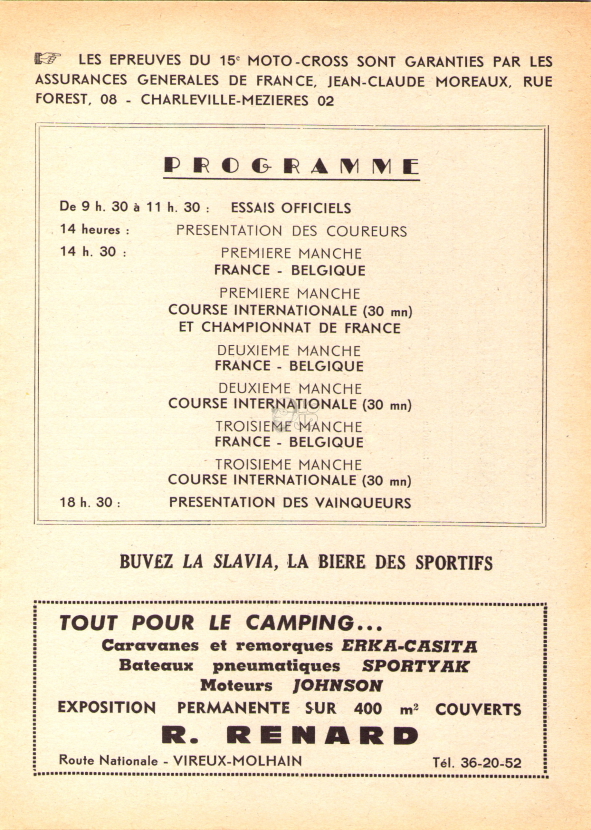 LES EPREUVES DU 15e MOTO-CROSS SONT GARANTIES PAR LES
ASSURANCES GENERALES DE FRANCE, JEAN-CLAUDE MOREAUX, RUE
FOREST, 08 - CHARLEVILLE-MEZIERES 02
PROGRAMME
De 9 h. 30 à 11 h. 30 : ESSAIS OFFICIELS
14 heures : PRESENTATION DES COUREURS
14 h. 30 : PREMIERE MANCHE
FRANCE - BELGIQUE
PREMIERE MANCHE
COURSE INTERNATIONALE (30 mn)
ET CHAMPIONNAT DE FRANCE
DEUXIEME MANCHE
FRANCE - BELGIQUE
DEUXIEME MANCHE
COURSE INTERNATIONALE (30 mn)
TROISIEME MANCHE
FRANCE - BELGIQUE
TROISIEME MANCHE
COURSE INTERNATIONALE (30 mn)
18 h. 30 : PRESENTATION DES VAINQUEURS
BUVEZ LA SLAVIA, LA BIERE DES SPORTIFS
TOUT POUR LE CAMPING...
Caravanes et remorques ERKA-CASITA
Bateaux pneumatiques SPORTYAK
Moteurs JOHNSON
EXPOSITION PERMANENTE SUR 400 m² COUVERTS
R. RENARD
Route Nationale - VIREUX-MOLHAIN Tél. 36-20-52